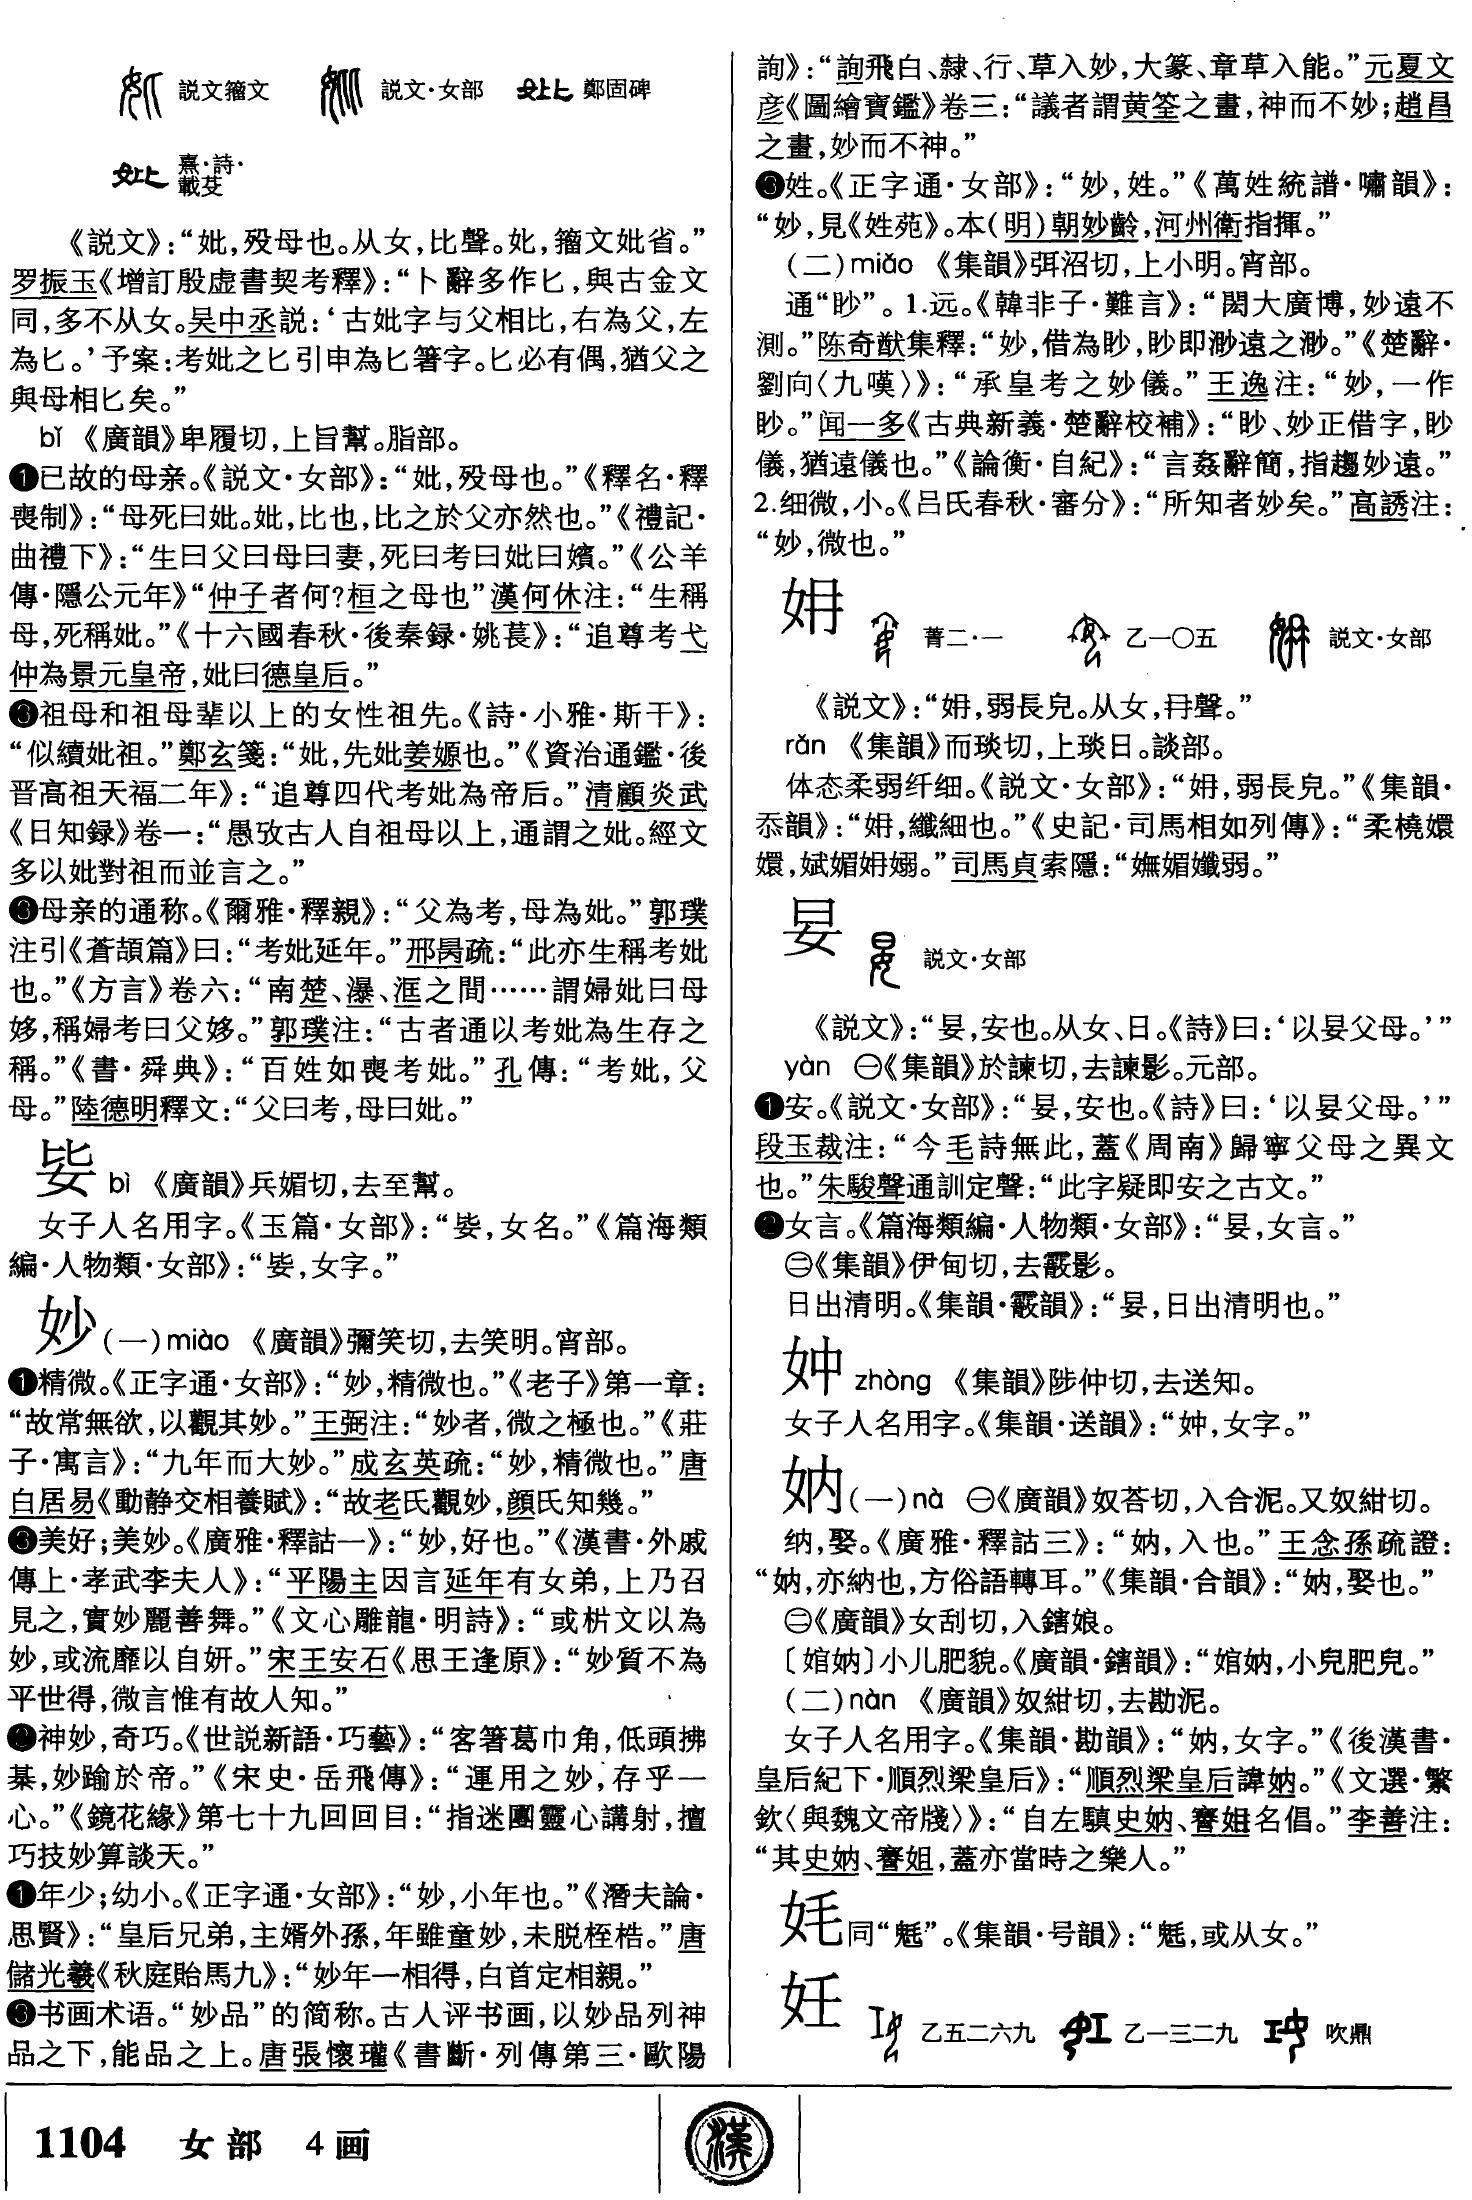 説文籀文 説文·女部 鄭固碑
熹·詩·
載芟
《説文》：“妣，殁母也。从女，比聲。𡚧，籀文妣省。”
罗振玉《增訂殷虚書契考釋》：“卜辭多作匕，與古金文
同，多不从女。吴中丞説：‘古妣字与父相比，右為父，左
為匕。’予案：考妣之匕引申為匕箸字。匕必有偶，猶父之
與母相匕矣。”
bǐ 《廣韻》卑履切，上旨幫。脂部。
❶已故的母亲。《説文·女部》：“妣，殁母也。”《釋名·釋
喪制》：“母死曰妣。妣，比也，比之於父亦然也。”《禮記·
曲禮下》：“生曰父曰母曰妻，死曰考曰妣曰嬪。”《公羊
傳·隱公元年》“仲子者何？桓之母也”漢何休注：“生稱
母，死稱妣。”《十六國春秋·後秦録·姚萇》：“追尊考弋
仲為景元皇帝，妣曰德皇后。”
❸祖母和祖母輩以上的女性祖先。《詩·小雅·斯干》：
“似續妣祖。”鄭玄箋：“妣，先妣姜嫄也。”《資治通鑑·後
晋高祖天福二年》：“追尊四代考妣為帝后。”清顧炎武
《日知録》卷一：“愚攷古人自祖母以上，通謂之妣。經文
多以妣對祖而並言之。”
❸母亲的通称。《爾雅·釋親》：“父為考，母為妣。”郭璞
注引《蒼頡篇》曰：“考妣延年。”邢昺疏：“此亦生稱考妣
也。”《方言》卷六：“南楚、瀑、洭之間……謂婦妣曰母
㛋，稱婦考曰父㛋。”郭璞注：“古者通以考妣為生存之
稱。”《書·舜典》：“百姓如喪考妣。”孔傳：“考妣，父
母。”陸德明釋文：“父曰考，母曰妣。”
㚰 bì 《廣韻》兵媚切，去至幫。
女子人名用字。《玉篇·女部》：“㚰，女名。”《篇海類
編·人物類·女部》：“㚰，女字。”
妙（一）miào 《廣韻》彌笑切，去笑明。宵部。
❶精微。《正字通·女部》：“妙，精微也。”《老子》第一章：
“故常無欲，以觀其妙。”王弼注：“妙者，微之極也。”《莊
子·寓言》：“九年而大妙。”成玄英疏：“妙，精微也。”唐
白居易《動静交相養賦》：“故老氏觀妙，顔氏知幾。”
❸美好；美妙。《廣雅·釋詁一》：“妙，好也。”《漢書·外戚
傳上·孝武李夫人》：“平陽主因言延年有女弟，上乃召
見之，實妙麗善舞。”《文心雕龍·明詩》：“或析文以為
妙，或流靡以自妍。”宋王安石《思王逢原》：“妙質不為
平世得，微言惟有故人知。”
❷神妙，奇巧。《世説新語·巧藝》：“客箸葛巾角，低頭拂
棊，妙踰於帝。”《宋史·岳飛傳》：“運用之妙，存乎一
心。”《鏡花緣》第七十九回回目：“指迷團靈心講射，擅
巧技妙算談天。”
❶年少；幼小。《正字通·女部》：“妙，小年也。”《潛夫論·
思賢》：“皇后兄弟，主婿外孫，年雖童妙，未脱桎梏。”唐
儲光羲《秋庭貽馬九》：“妙年一相得，白首定相親。”
❸书画术语。“妙品”的简称。古人评书画，以妙品列神
品之下，能品之上。唐張懷瓘《書斷·列傳第三·歐陽
詢》：“詢飛白、隸、行、草入妙，大篆、章草入能。”元夏文
彦《圖繪寶鑑》卷三：“議者謂黄筌之畫，神而不妙；趙昌
之畫，妙而不神。”
❸姓。《正字通·女部》：“妙，姓。”《萬姓統譜·嘯韻》：
“妙，見《姓苑》。本（明）朝妙齡，河州衛指揮。”
（二）miǎo 《集韻》弭沼切，上小明。宵部。
通“眇”。1.远。《韓非子·難言》：“閎大廣博，妙遠不
測。”陈奇猷集釋：“妙，借為眇，眇即渺遠之渺。”《楚辭·
劉向〈九嘆〉》：“承皇考之妙儀。”王逸注：“妙，一作
眇。”闻一多《古典新義·楚辭校補》：“眇、妙正借字，眇
儀，猶遠儀也。”《論衡·自紀》：“言姦辭簡，指趨妙遠。”
2.细微，小。《吕氏春秋·審分》：“所知者妙矣。”高誘注：
“妙，微也。”
姌 菁二·一 乙一〇五 説文·女部
《説文》：“姌，弱長皃。从女，冄聲。”
rǎn 《集韻》而琰切，上琰日。談部。
体态柔弱纤细。《説文·女部》：“姌，弱長皃。”《集韻·
忝韻》：“姌，纖細也。”《史記·司馬相如列傳》：“柔橈嬛
嬛，娬媚姌嫋。”司馬貞索隱：“嫵媚孅弱。”
妟 説文·女部
《説文》：“妟，安也。从女、日。《詩》曰：‘以妟父母。’”
yàn ㊀《集韻》於諫切，去諫影。元部。
❶安。《説文·女部》：“妟，安也。《詩》曰：‘以妟父母。’”
段玉裁注：“今毛詩無此，蓋《周南》歸寧父母之異文
也。”朱駿聲通訓定聲：“此字疑即安之古文。”
❷女言。《篇海類編·人物類·女部》：“妟，女言。”
㊁《集韻》伊甸切，去霰影。
日出清明。《集韻·霰韻》：“妟，日出清明也。”
妕 zhòng 《集韻》陟仲切，去送知。
女子人名用字。《集韻·送韻》：“妕，女字。”
妠（一）nà ㊀《廣韻》奴荅切，入合泥。又奴紺切。
纳，娶。《廣雅·釋詁三》：“妠，入也。”王念孫疏證：
“妠，亦納也，方俗語轉耳。”《集韻·合韻》：“妠，娶也。”
㊁《廣韻》女刮切，入鎋娘。
〔婠妠〕小儿肥貌。《廣韻·鎋韻》：“婠妠，小兒肥皃。”
（二）nàn 《廣韻》奴紺切，去勘泥。
女子人名用字。《集韻·勘韻》：“妠，女字。”《後漢書·
皇后紀下·順烈梁皇后》：“順烈梁皇后諱妠。”《文選·繁
欽〈與魏文帝牋〉》：“自左駸史妠、謇姐名倡。”李善注：
“其史妠、謇姐，蓋亦當時之樂人。”
㚪同“魹”。《集韻·号韻》：“魹，或从女。”
妊 乙五二六九 乙一三二九 吹鼎
1104 女部 4画
漢